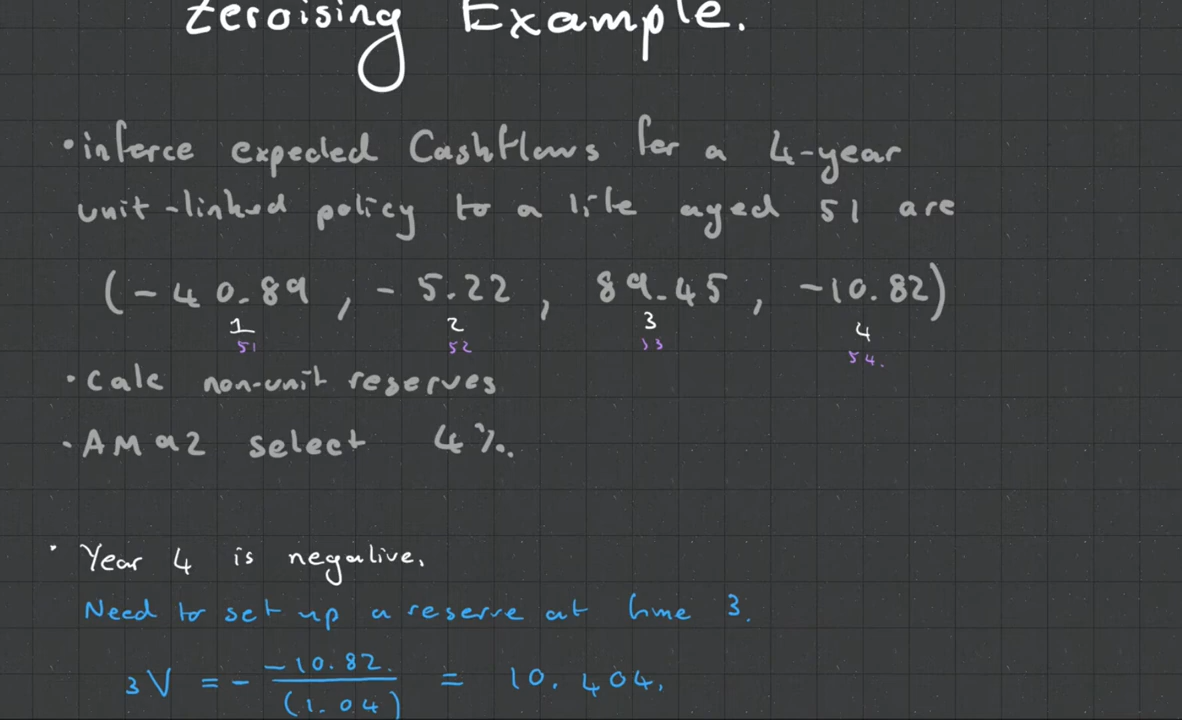 Zeroising Example.
• inforce expected Cashflows for a 4-year
unit-linked policy to a life aged 51 are
(-40.89, -5.22, 89.45, -10.82)
1 2 3 4
51 52 53 54.
• Calc non-unit reserves
• AM92 select 4%.
• Year 4 is negative.
Need to set up a reserve at time 3.
3V = - -10.82. / (1.04) = 10.404.